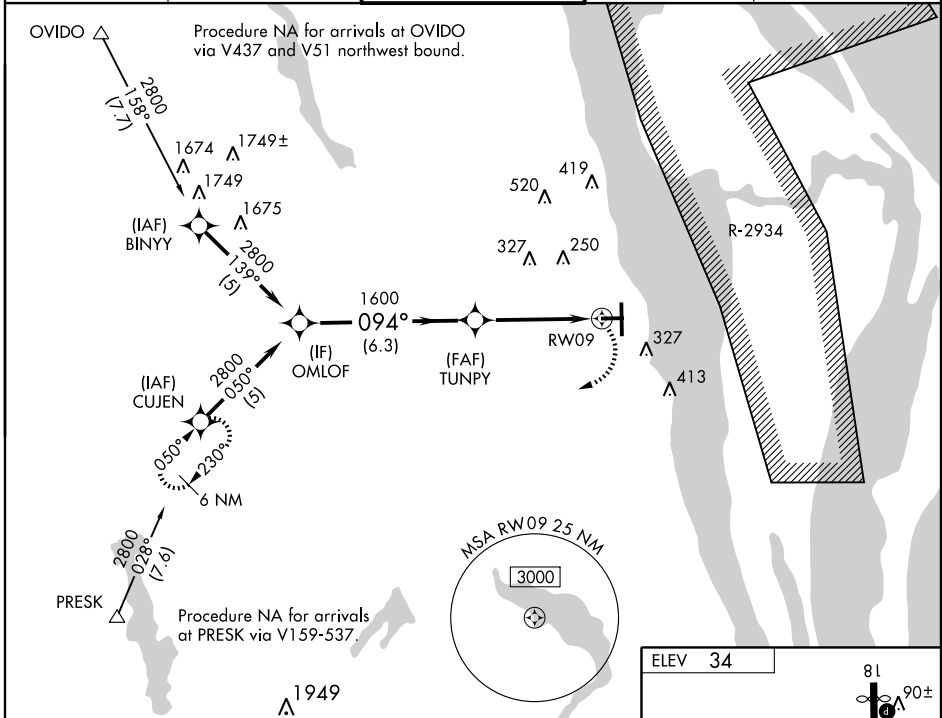 OVIDO
Procedure NA for arrivals at OVIDO
via V437 and V51 northwest bound.
2800
158°
(7.7)
1674
1749±
1749
1675
419
520
(IAF)
BINYY
R-2934
327
250
2800
139°
(5)
1600
094°
(6.3)
RW09
(IF)
OMLOF
(FAF)
TUNPY
327
413
2800
050°
(5)
(IAF)
CUJEN
050°
230°
6 NM
2800
028°
(7.6)
MSA RW09 25 NM
3000
PRESK
Procedure NA for arrivals
at PRESK via V159-537.
ELEV 34
1949
18
90±
P